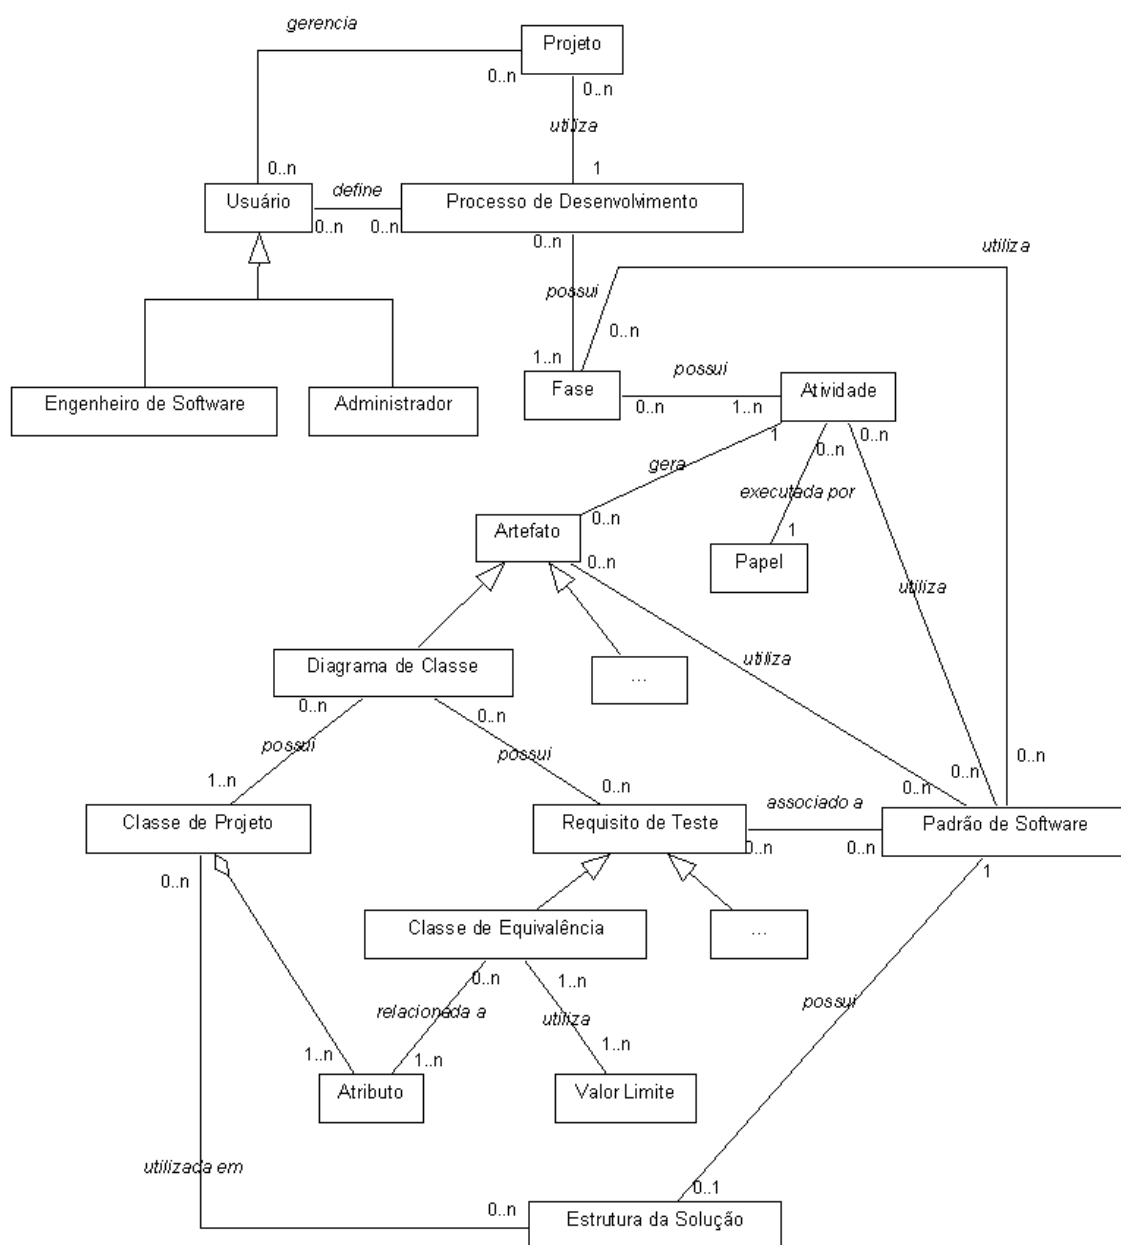 gerencia
Projeto
0..n
0..n
utiliza
0..n
1
Usuário
define
Processo de Desenvolvimento
0..n
0..n
0..n
utiliza
possui
0..n
1..n
possui
Fase
Atividade
0..n
1..n
Engenheiro de Software
Administrador
1
0..n
0..n
gera
executada por
0..n
Artefato
1
0..n
Papel
utiliza
Diagrama de Classe
utiliza
...
0..n
0..n
possui
possui
0..n
1..n
0..n
0..n
0..n
associado a
Classe de Projeto
Requisito de Teste
Padrão de Software
0..n
0..n
1
0..n
Classe de Equivalência
...
0..n
1..n
possui
relacionada a
utiliza
1..n
1..n
1..n
Atributo
Valor Limite
utilizada em
0..1
0..n
Estrutura da Solução